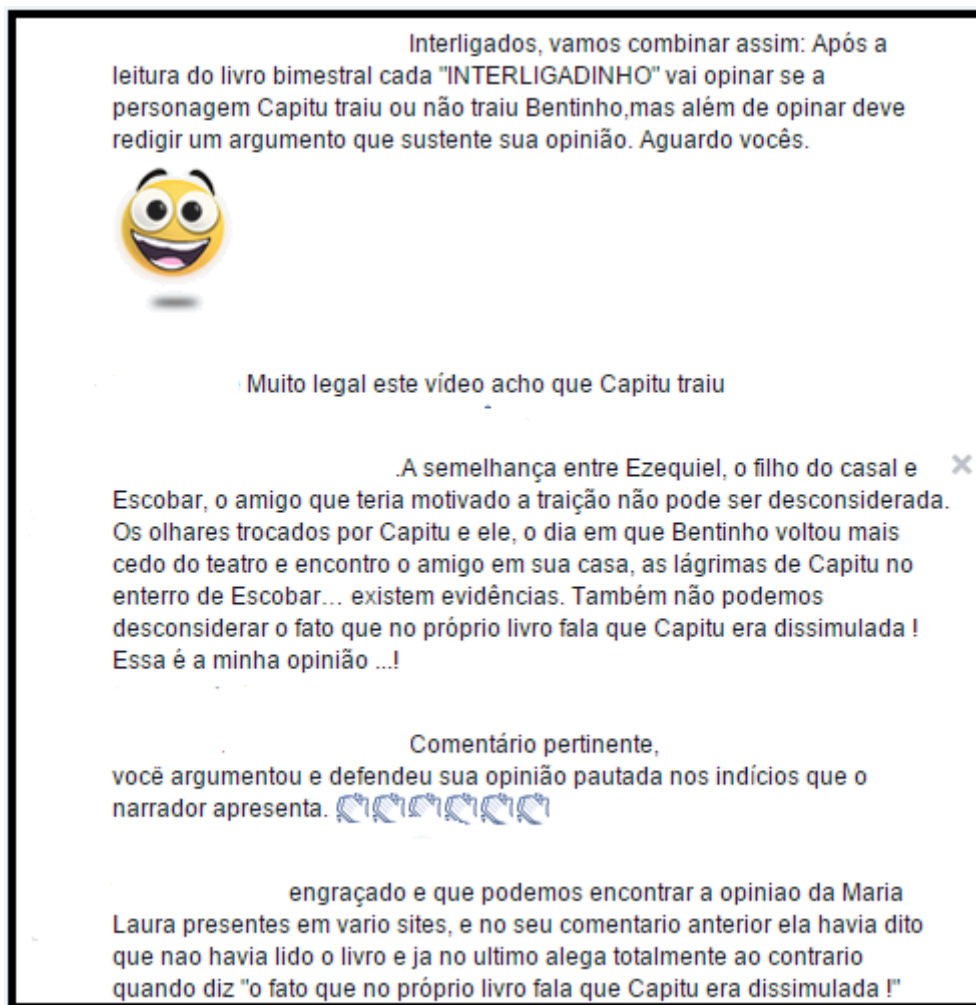 Interligados, vamos combinar assim: Após a
leitura do livro bimestral cada "INTERLIGADINHO" vai opinar se a
personagem Capitu traiu ou não traiu Bentinho,mas além de opinar deve
redigir um argumento que sustente sua opinião. Aguardo vocês.
Muito legal este vídeo acho que Capitu traiu
.A semelhança entre Ezequiel, o filho do casal e
Escobar, o amigo que teria motivado a traição não pode ser desconsiderada.
Os olhares trocados por Capitu e ele, o dia em que Bentinho voltou mais
cedo do teatro e encontro o amigo em sua casa, as lágrimas de Capitu no
enterro de Escobar... existem evidências. Também não podemos
desconsiderar o fato que no próprio livro fala que Capitu era dissimulada !
Essa é a minha opinião ...!
Comentário pertinente,
você argumentou e defendeu sua opinião pautada nos indícios que o
narrador apresenta.
engraçado e que podemos encontrar a opiniao da Maria
Laura presentes em vario sites, e no seu comentario anterior ela havia dito
que nao havia lido o livro e ja no ultimo alega totalmente ao contrario
quando diz "o fato que no próprio livro fala que Capitu era dissimulada !"